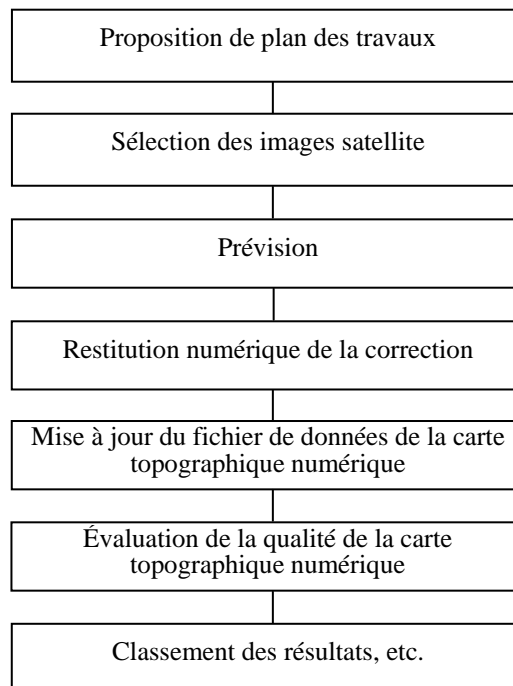 Proposition de plan des travaux
Sélection des images satellite
Prévision
Restitution numérique de la correction
Mise à jour du fichier de données de la carte
topographique numérique
Évaluation de la qualité de la carte
topographique numérique
Classement des résultats, etc.